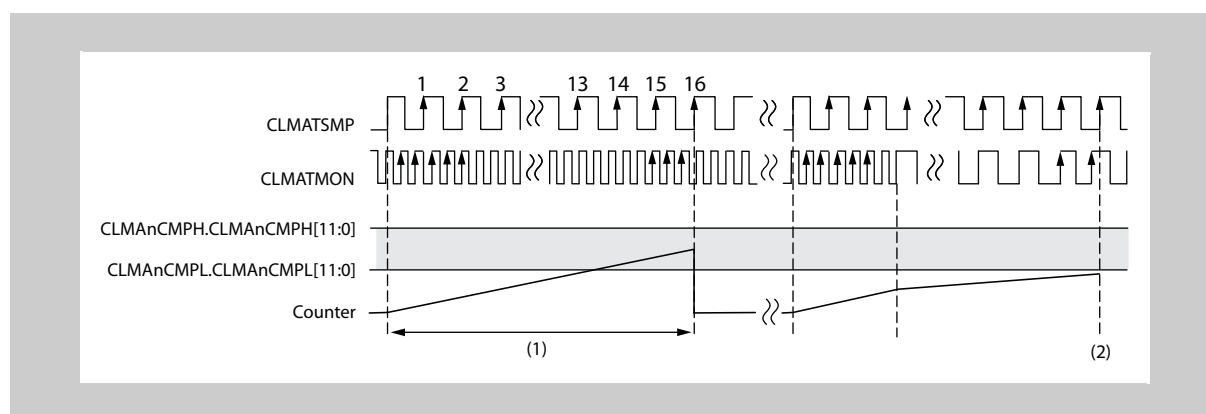 1 2 3 13 14 15 16
CLMATSMP
CLMATMON
CLMAnCMPH.CLMAnCMPH[11:0]
CLMAnCMPL.CLMAnCMPL[11:0]
Counter
(1) (2)